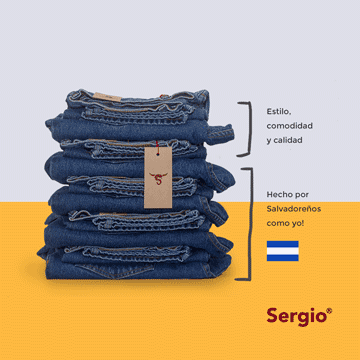 Estilo,
comodidad
y calidad
Hecho por
Salvadoreños
como yo!
Sergio®